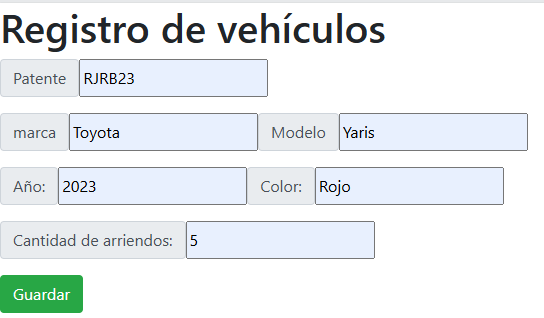 Registro de vehículos
Patente RJRB23
marca Toyota Modelo Yaris
Año: 2023 Color: Rojo
Cantidad de arriendos: 5
Guardar